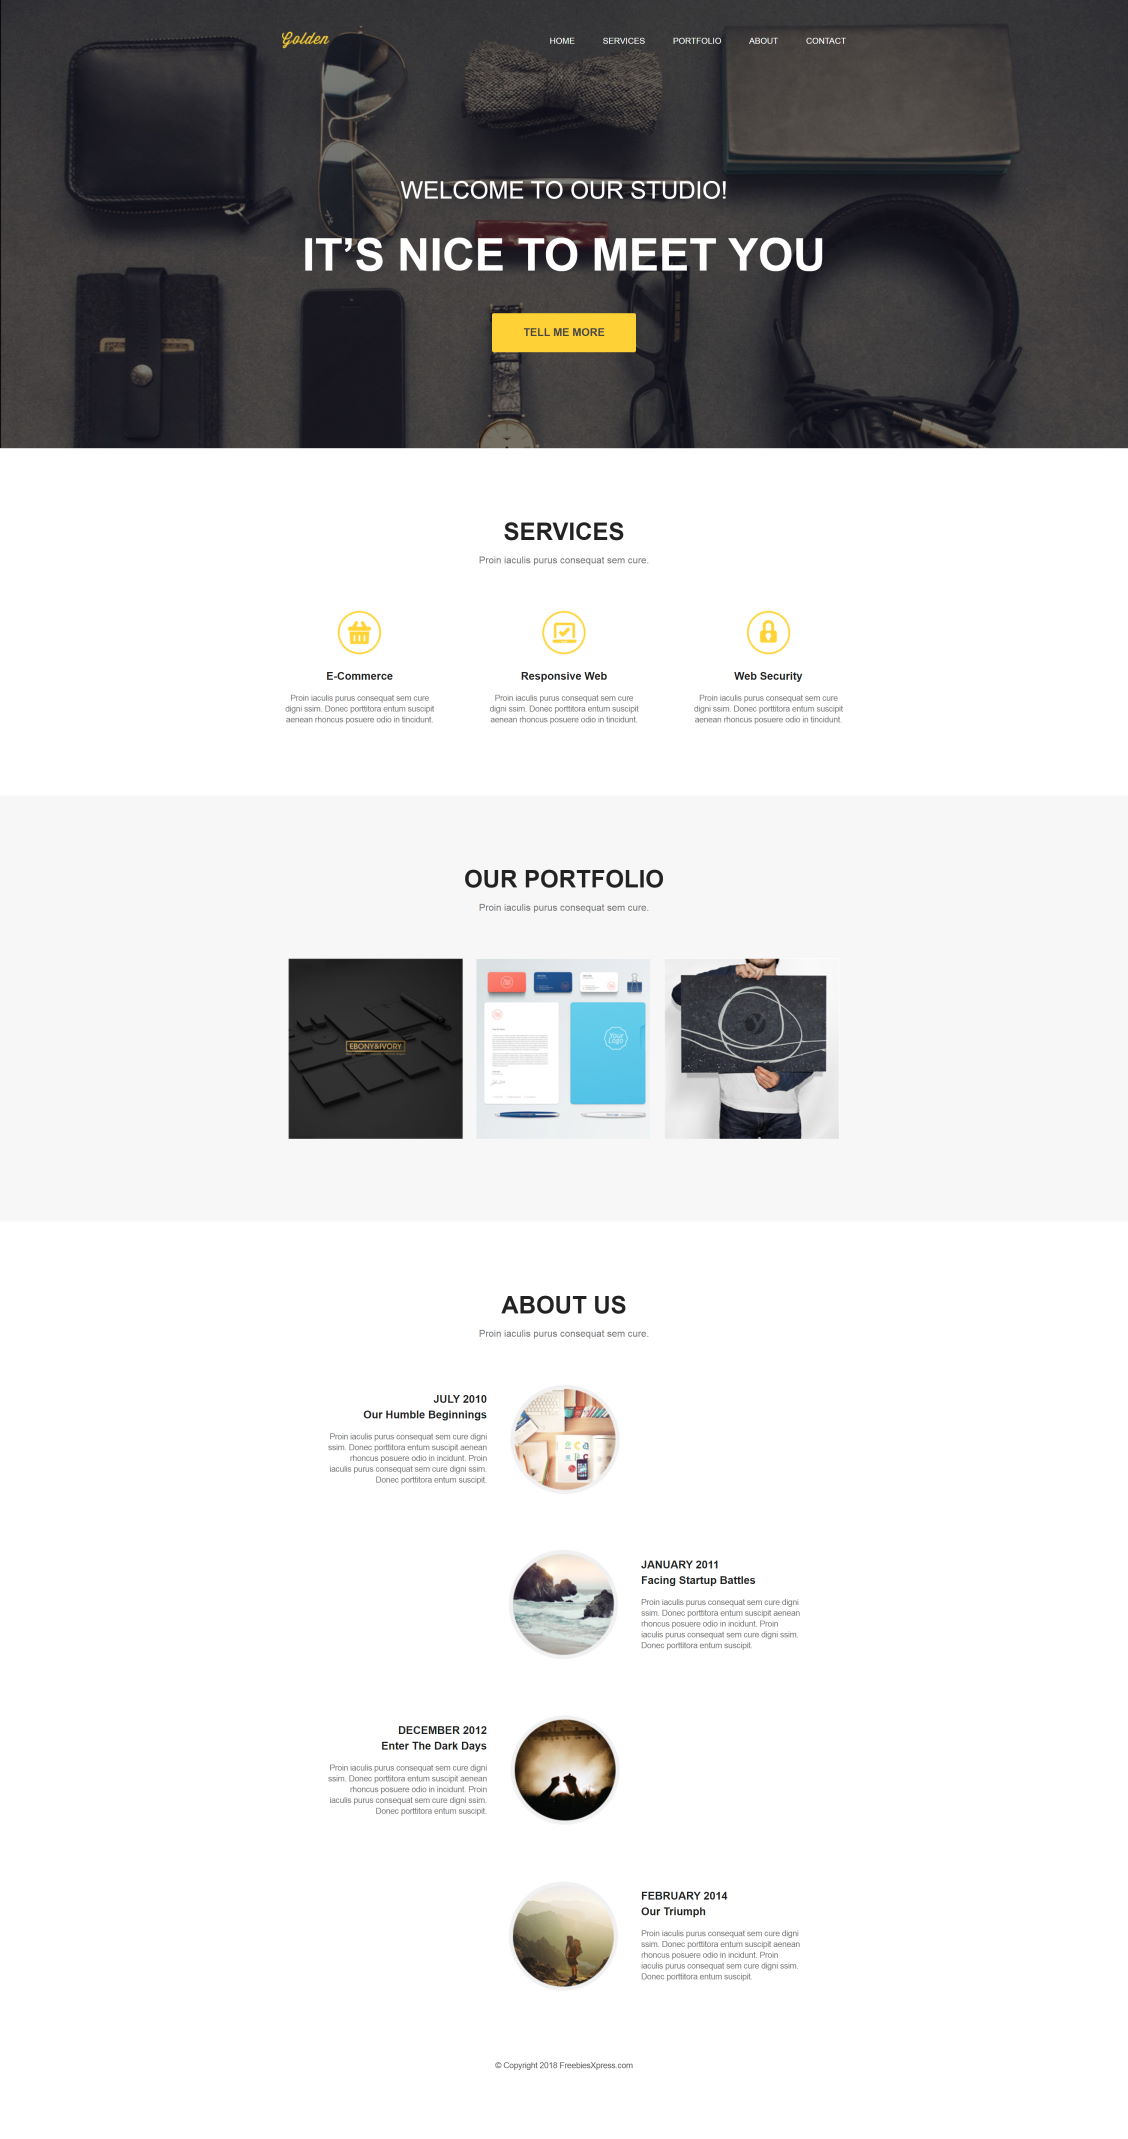 Golden
HOME SERVICES PORTFOLIO ABOUT CONTACT
WELCOME TO OUR STUDIO!
IT’S NICE TO MEET YOU
TELL ME MORE
SERVICES
Proin iaculis purus consequat sem cure.
E-Commerce
Proin iaculis purus consequat sem cure
digni ssim. Donec porttitora entum suscipit
aenean rhoncus posuere odio in tincidunt.
Responsive Web
Proin iaculis purus consequat sem cure
digni ssim. Donec porttitora entum suscipit
aenean rhoncus posuere odio in tincidunt.
Web Security
Proin iaculis purus consequat sem cure
digni ssim. Donec porttitora entum suscipit
aenean rhoncus posuere odio in tincidunt.
OUR PORTFOLIO
Proin iaculis purus consequat sem cure.
EBONY&IVORY
Your
Logo
ABOUT US
Proin iaculis purus consequat sem cure.
JULY 2010
Our Humble Beginnings
Proin iaculis purus consequat sem cure digni
ssim. Donec porttitora entum suscipit aenean
rhoncus posuere odio in incidunt. Proin
iaculis purus consequat sem cure digni ssim.
Donec porttitora entum suscipit.
JANUARY 2011
Facing Startup Battles
Proin iaculis purus consequat sem cure digni
ssim. Donec porttitora entum suscipit aenean
rhoncus posuere odio in incidunt. Proin
iaculis purus consequat sem cure digni ssim.
Donec porttitora entum suscipit.
DECEMBER 2012
Enter The Dark Days
Proin iaculis purus consequat sem cure digni
ssim. Donec porttitora entum suscipit aenean
rhoncus posuere odio in incidunt. Proin
iaculis purus consequat sem cure digni ssim.
Donec porttitora entum suscipit.
FEBRUARY 2014
Our Triumph
Proin iaculis purus consequat sem cure digni
ssim. Donec porttitora entum suscipit aenean
rhoncus posuere odio in incidunt. Proin
iaculis purus consequat sem cure digni ssim.
Donec porttitora entum suscipit.
© Copyright 2018 FreebiesXpress.com